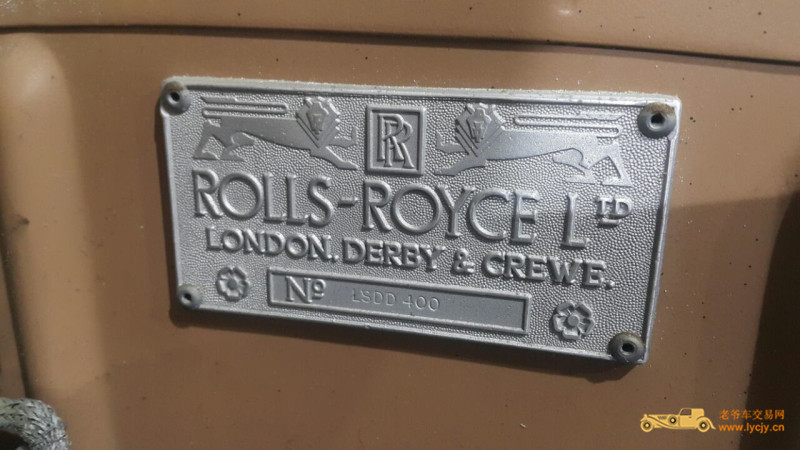 RR
ROLLS-ROYCE LTD
LONDON. DERBY & CREWE.
Nº LSDD 400
老爷车交易网
www.lycjy.cn